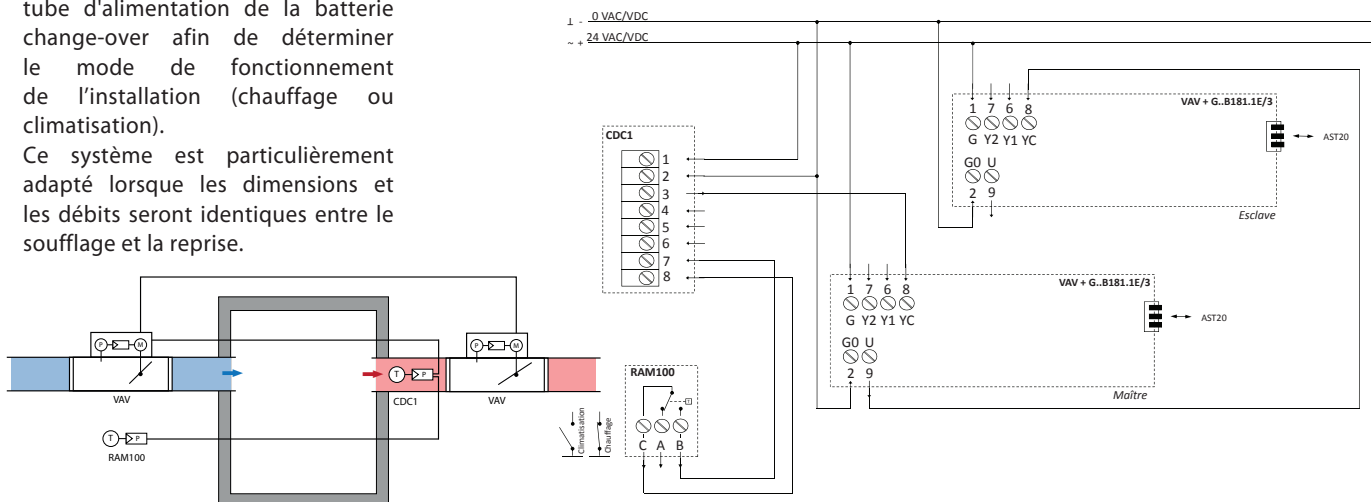 tube d'alimentation de la batterie
change-over afin de déterminer
le mode de fonctionnement
de l'installation (chauffage ou
climatisation).
Ce système est particulièrement
adapté lorsque les dimensions et
les débits seront identiques entre le
soufflage et la reprise.
P M
VAV
T P
CDC1
P M
VAV
T P
RAM100
⊥ - 0 VAC/VDC
~ + 24 VAC/VDC
CDC1
1
2
3
4
5
6
7
8
VAV + G..B181.1E/3
1 7 6 8
G Y2 Y1 YC
G0 U
2 9
AST20
Esclave
VAV + G..B181.1E/3
1 7 6 8
G Y2 Y1 YC
G0 U
2 9
AST20
Maître
RAM100
T
C A B
Climatisation
Chauffage